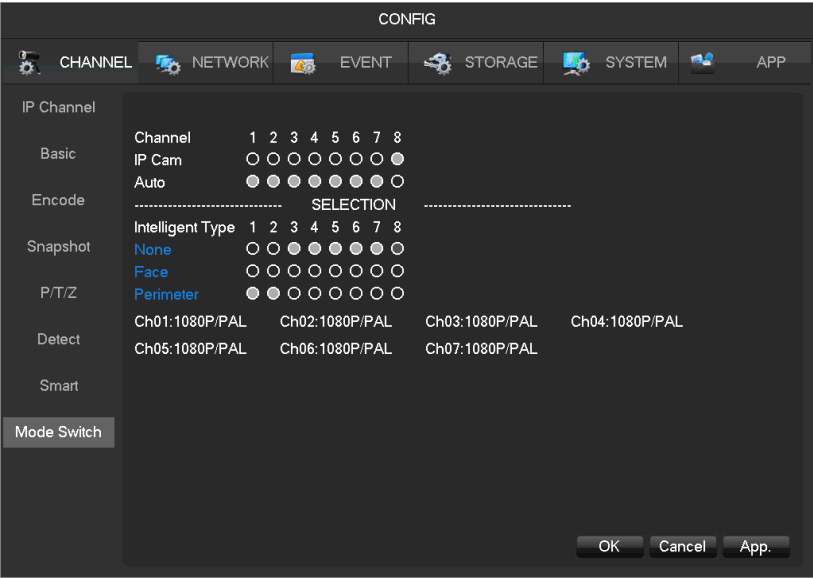 CONFIG
CHANNEL NETWORK EVENT STORAGE SYSTEM APP
IP Channel
Basic
Encode
Snapshot
P/T/Z
Detect
Smart
Mode Switch
Channel 1 2 3 4 5 6 7 8
IP Cam
Auto
------------------------------- SELECTION -------------------------------
Intelligent Type 1 2 3 4 5 6 7 8
None
Face
Perimeter
Ch01:1080P/PAL Ch02:1080P/PAL Ch03:1080P/PAL Ch04:1080P/PAL
Ch05:1080P/PAL Ch06:1080P/PAL Ch07:1080P/PAL
OK Cancel App.